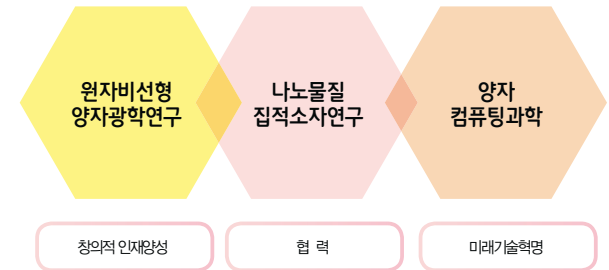 원자비선형
양자광학연구
나노물질
집적소자연구
양자
컴퓨팅과학
창의적 인재양성
협 력
미래기술혁명